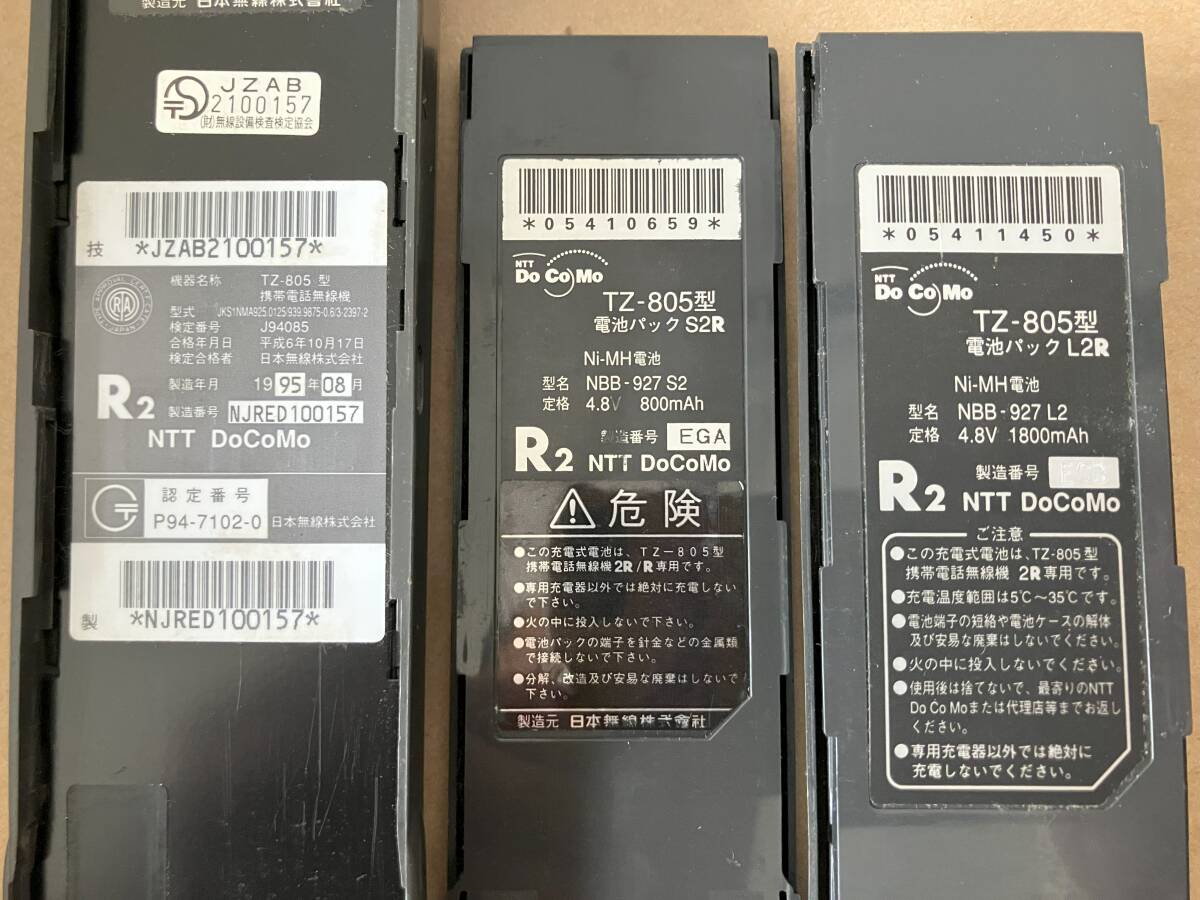 製造元 日本無線株式会社
JZAB
2100157
(財)無線設備検査検定協会
技 *JZAB2100157*
機器名称 TZ-805 型
携帯電話無線機
型式 JKS1NMA925.0125-939.9875-0.6/3-2397-2
検定番号 J94085
合格年月日 平成6年10月17日
検定合格者 日本無線株式会社
製造年月 1995年08月
R2 製造番号 NJRED100157
NTT DoCoMo
認定番号
P94-7102-0 日本無線株式会社
製 *NJRED100157*
*05410659*
NTT
DoCoMo
TZ-805型
電池パック S2R
Ni-MH電池
型名 NBB-927 S2
定格 4.8V 800mAh
製造番号 EGA
R2 NTT DoCoMo
⚠危険
●この充電式電池は、TZ-805型
携帯電話無線機 2R/R専用です。
●専用充電器以外では絶対に充電しない
で下さい。
●火の中に投入しないで下さい。
●電池パックの端子を針金などの金属類
で接続しないで下さい。
●分解、改造及び安易な廃棄はしないで
下さい。
製造元 日本無線株式會社
*05411450*
NTT
DoCoMo
TZ-805型
電池パック L2R
Ni-MH電池
型名 NBB-927 L2
定格 4.8V 1800mAh
製造番号
R2 NTT DoCoMo
ご注意
●この充電式電池は、TZ-805型
携帯電話無線機 2R専用です。
●充電温度範囲は5℃～35℃です。
●電池端子の短絡や電池ケースの解体
及び安易な廃棄はしないでください。
●火の中に投入しないでください。
●使用後は捨てないで、最寄りのNTT
DoCoMoまたは代理店等までお返し
ください。
●専用充電器以外では絶対に
充電しないでください。